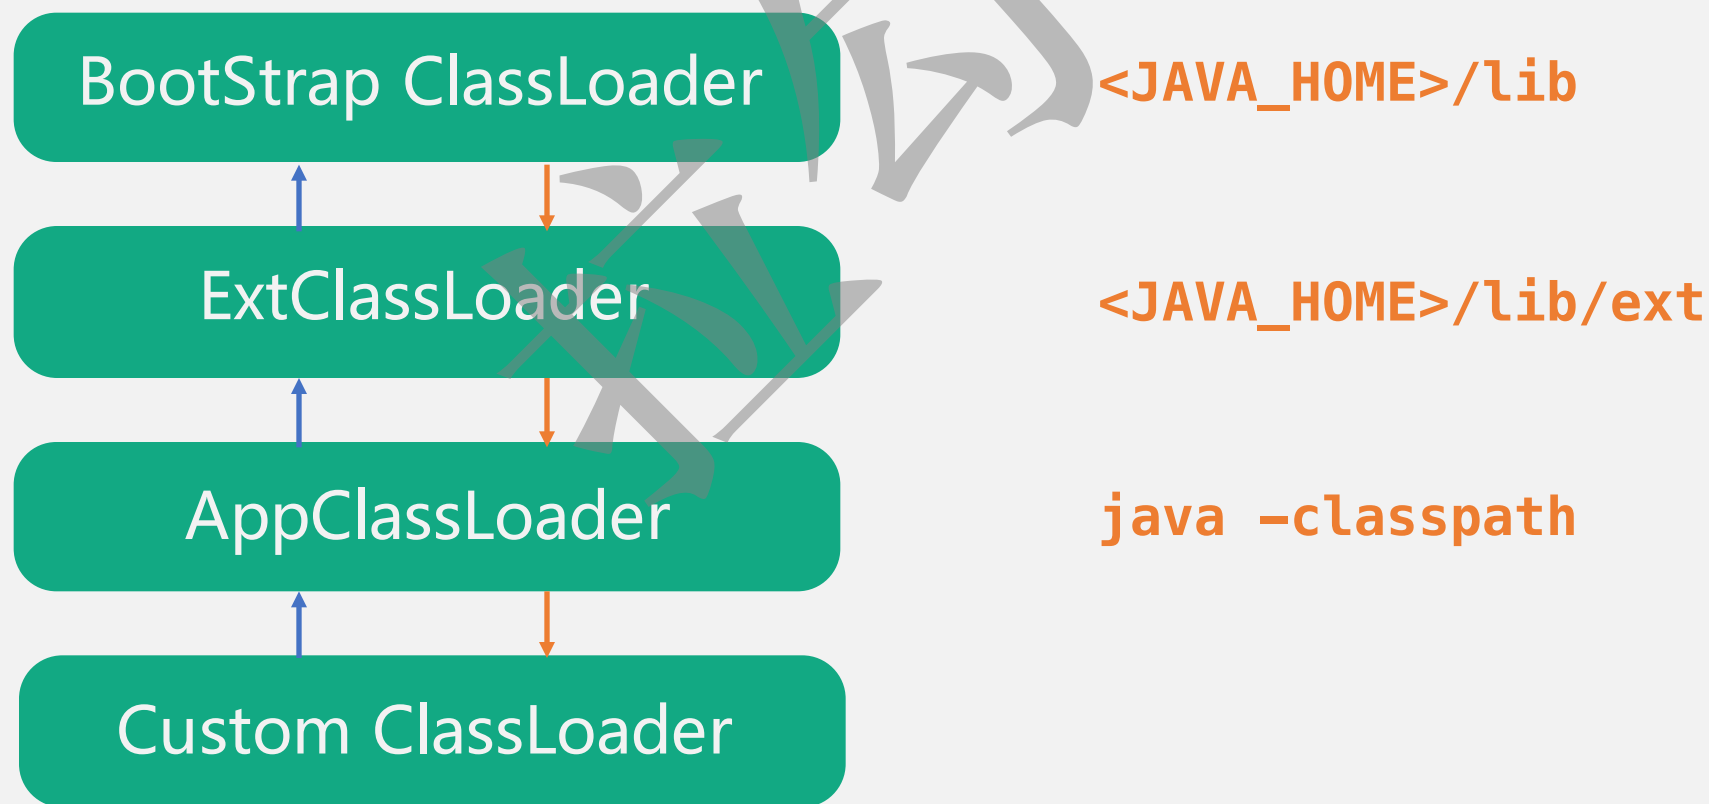 BootStrap ClassLoader
<JAVA_HOME>/lib
ExtClassLoader
<JAVA_HOME>/lib/ext
AppClassLoader
java –classpath
Custom ClassLoader